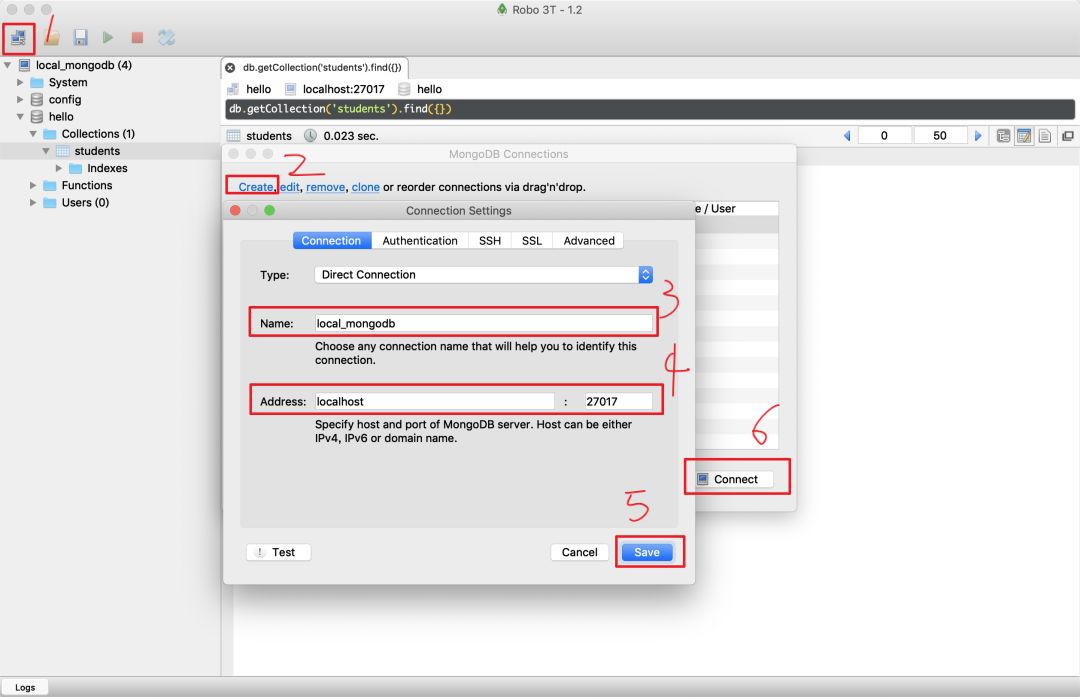 Robo 3T - 1.2
1
local_mongodb (4)
System
config
hello
Collections (1)
students
Indexes
Functions
Users (0)
db.getCollection('students').find({})
hello localhost:27017 hello
db.getCollection('students').find({})
students 0.023 sec. 0 50
MongoDB Connections
2
Create, edit, remove, clone or reorder connections via drag'n'drop.
e / User
Connection Settings
Connection Authentication SSH SSL Advanced
Type: Direct Connection
3
Name: local_mongodb
Choose any connection name that will help you to identify this
connection.
4
Address: localhost : 27017
Specify host and port of MongoDB server. Host can be either
IPv4, IPv6 or domain name.
6
Connect
5
! Test Cancel Save
Logs